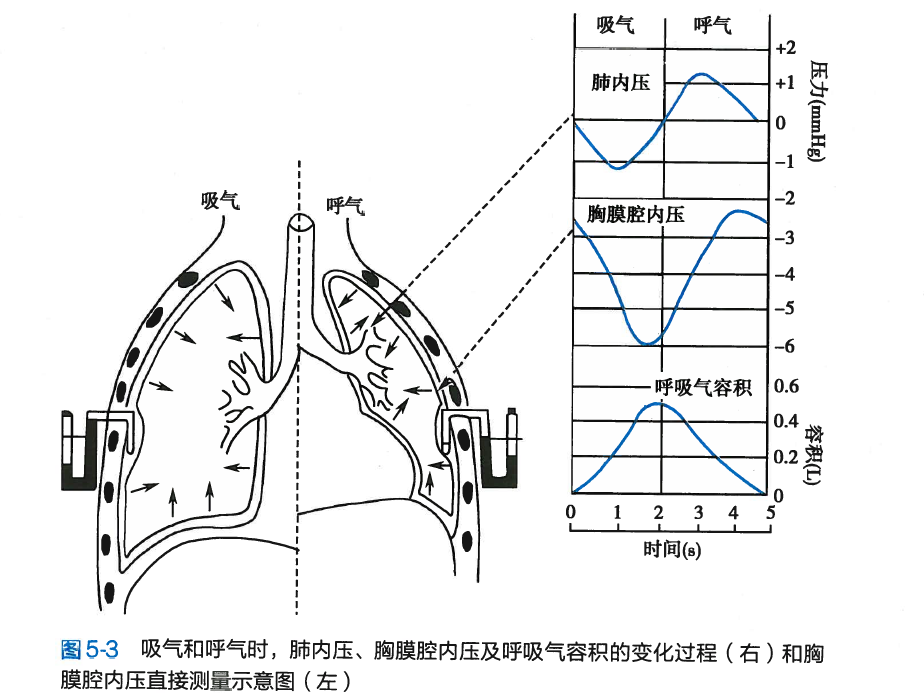 吸气
呼气
+2
肺内压
+1
0
-1
压力(mmHg)
-2
胸膜腔内压
-3
-4
-5
-6
吸气
呼气
呼吸气容积
0.6
0.4
0.2
0
容积(L)
0 1 2 3 4 5
时间(s)
图5-3 吸气和呼气时，肺内压、胸膜腔内压及呼吸气容积的变化过程（右）和胸
膜腔内压直接测量示意图（左）